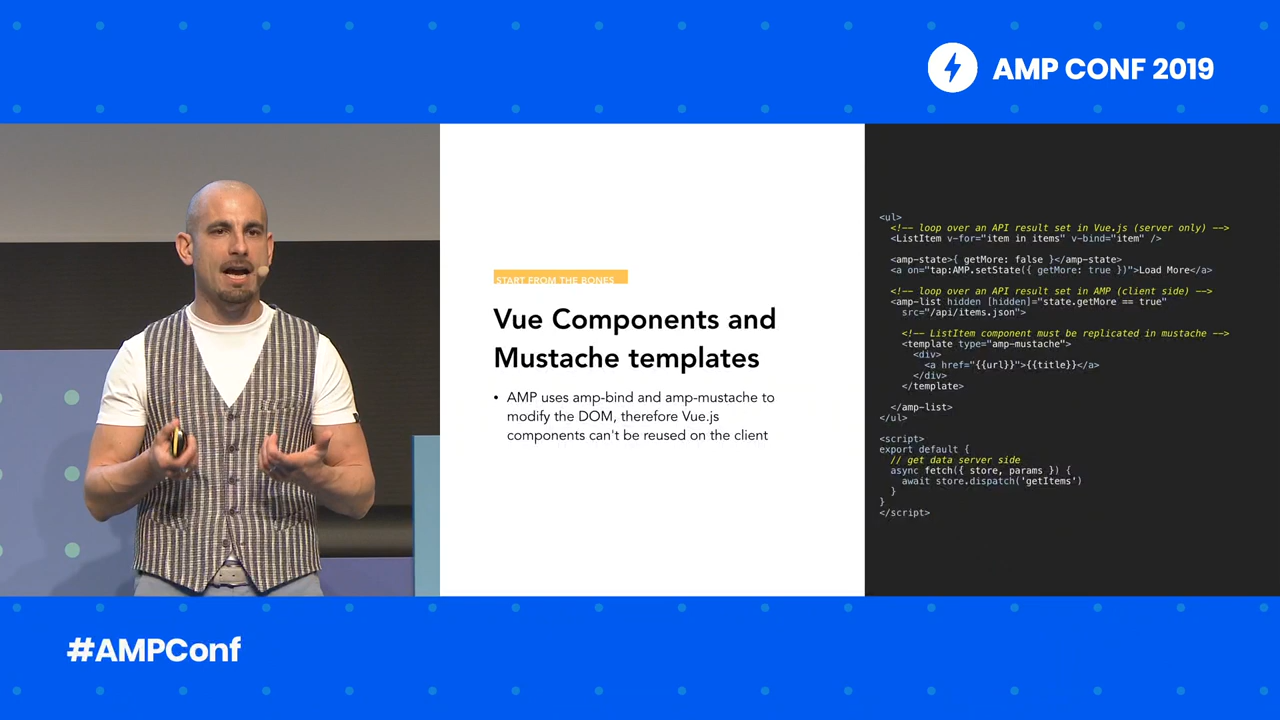 AMP CONF 2019
START FROM THE BONES
Vue Components and
Mustache templates
• AMP uses amp-bind and amp-mustache to
modify the DOM, therefore Vue.js
components can't be reused on the client
<ul>
<!-- loop over an API result set in Vue.js (server only) -->
<ListItem v-for="item in items" v-bind="item" />
<amp-state>{ getMore: false }</amp-state>
<a on="tap:AMP.setState({ getMore: true })">Load More</a>
<!-- loop over an API result set in AMP (client side) -->
<amp-list hidden [hidden]="state.getMore == true"
src="/api/items.json">
<!-- ListItem component must be replicated in mustache -->
<template type="amp-mustache">
<div>
<a href="{{url}}">{{title}}</a>
</div>
</template>
</amp-list>
</ul>
<script>
export default {
// get data server side
async fetch({ store, params }) {
await store.dispatch('getItems')
}
}
</script>
#AMPConf